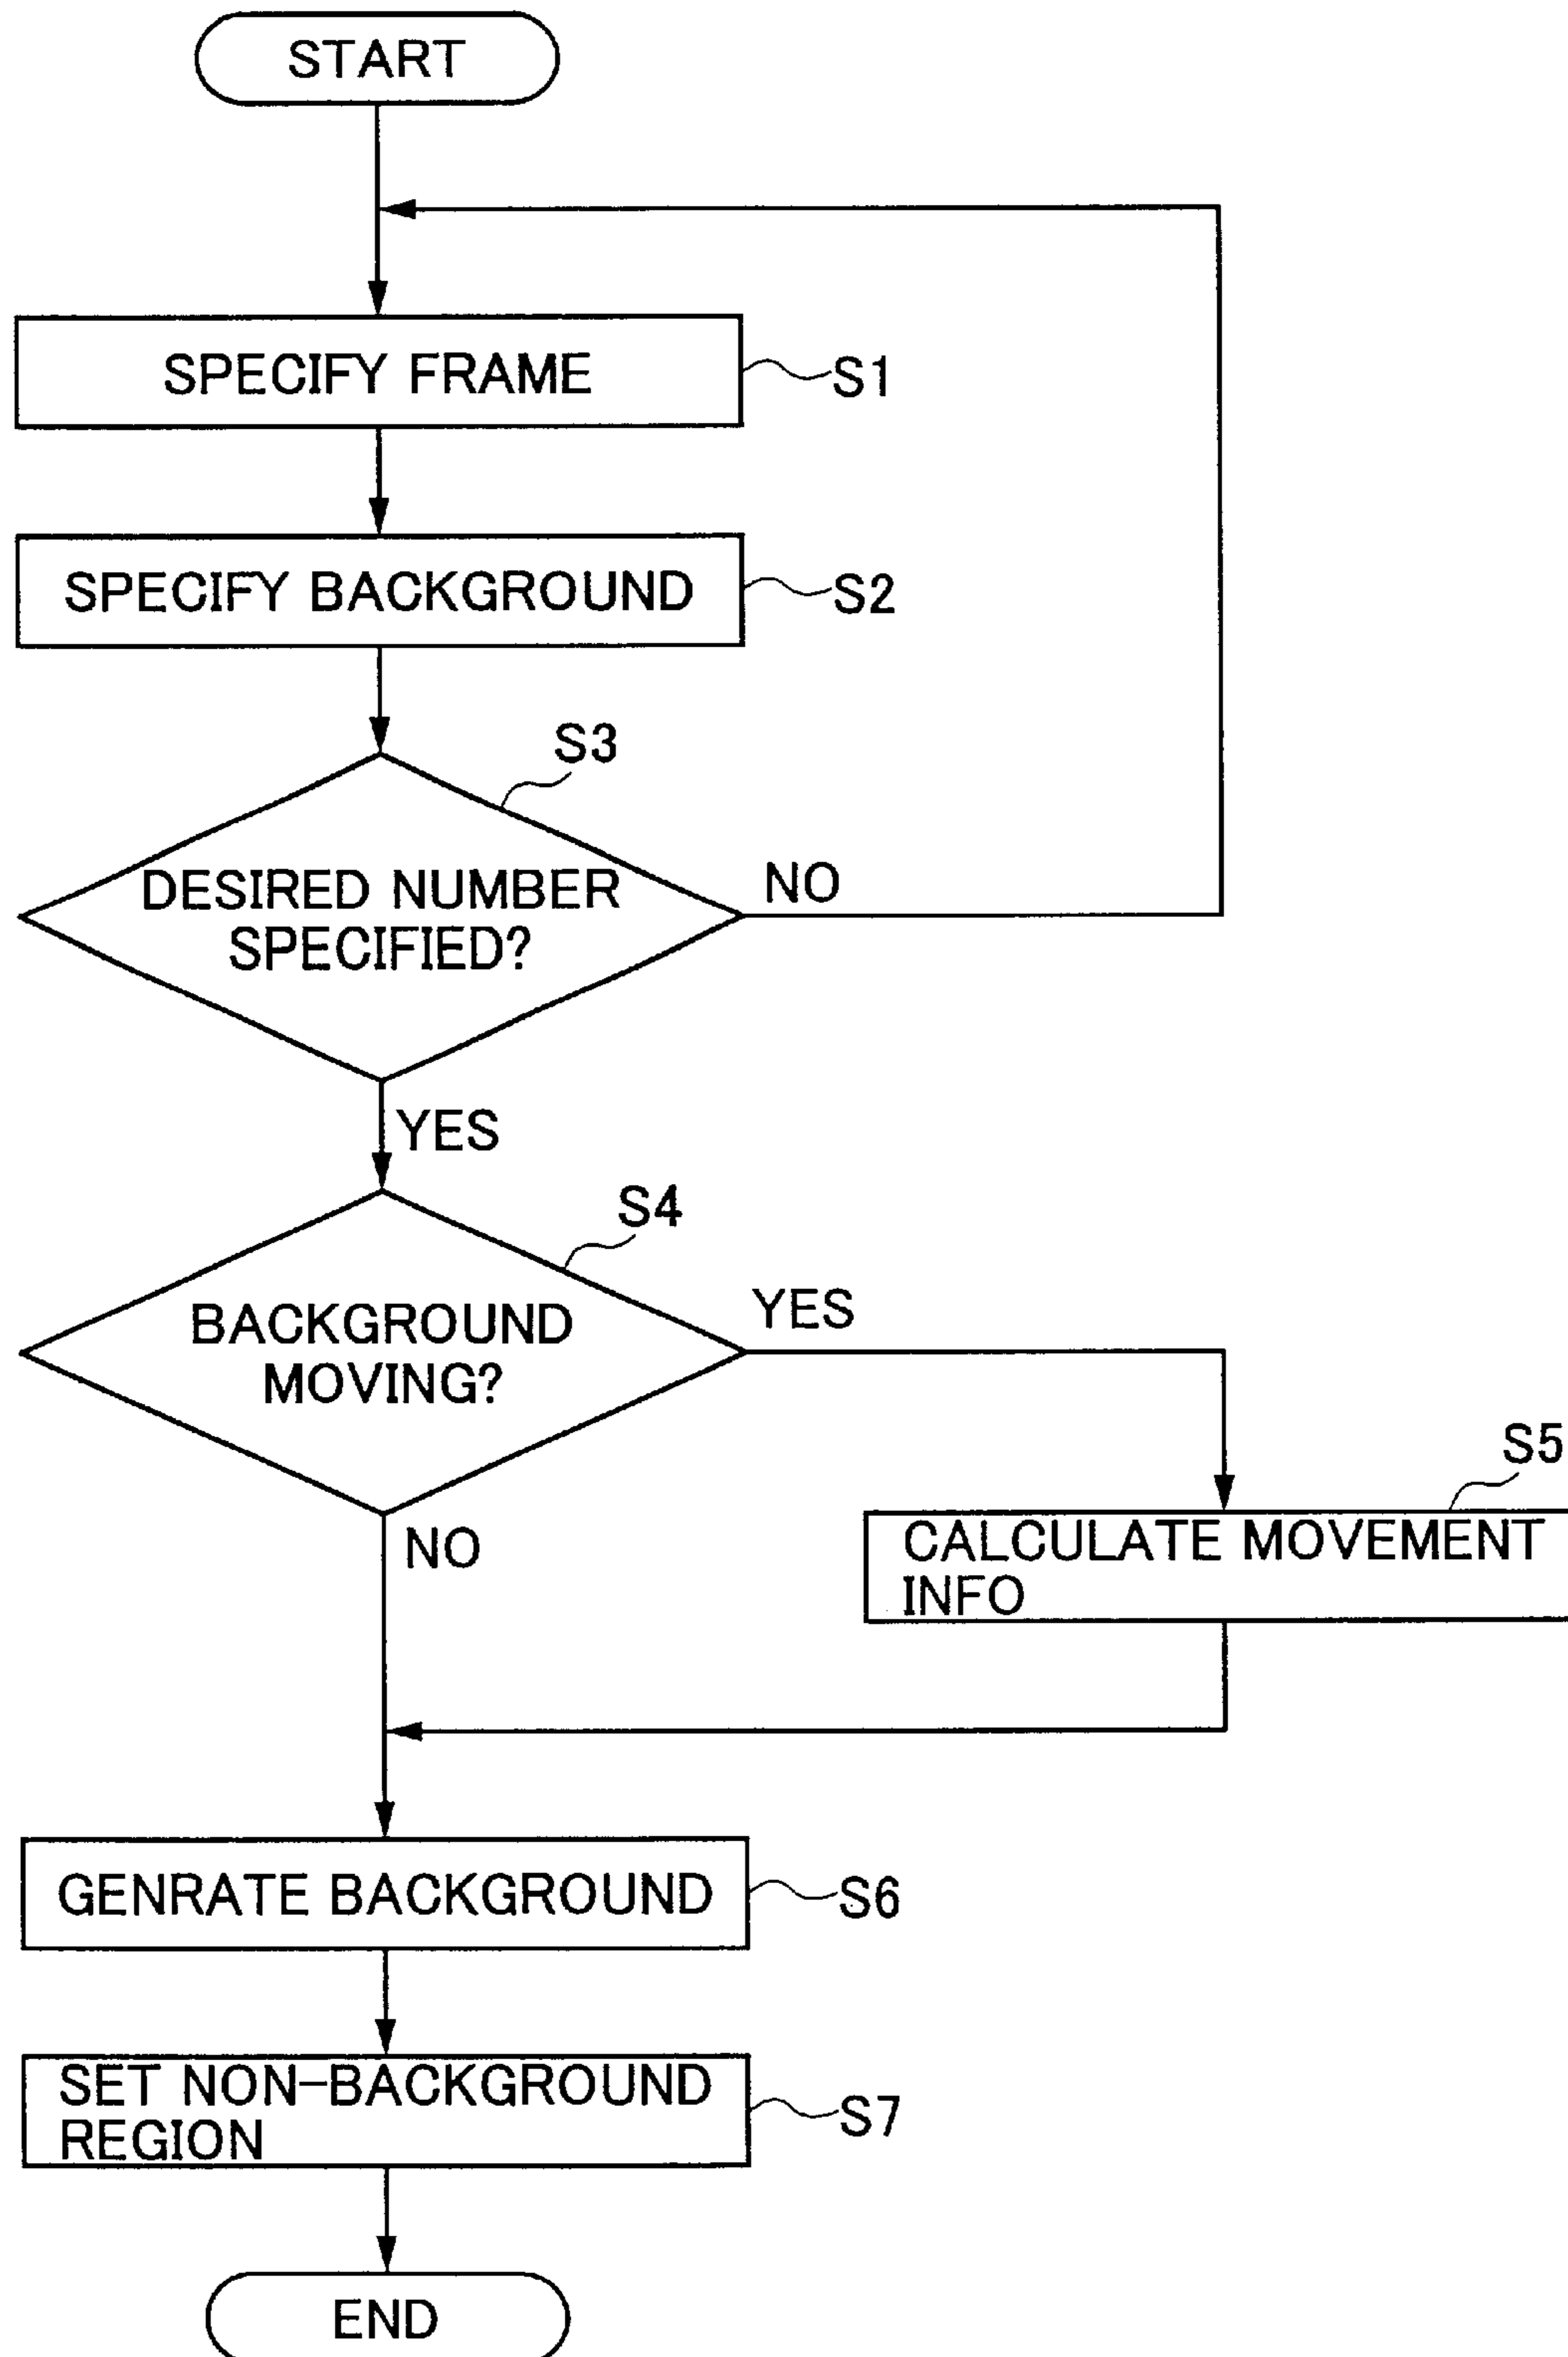 START
SPECIFY FRAME
S1
SPECIFY BACKGROUND
S2
S3
DESIRED NUMBER
SPECIFIED?
NO
YES
S4
BACKGROUND
MOVING?
YES
NO
S5
CALCULATE MOVEMENT
INFO
GENRATE BACKGROUND
S6
SET NON-BACKGROUND
REGION
S7
END